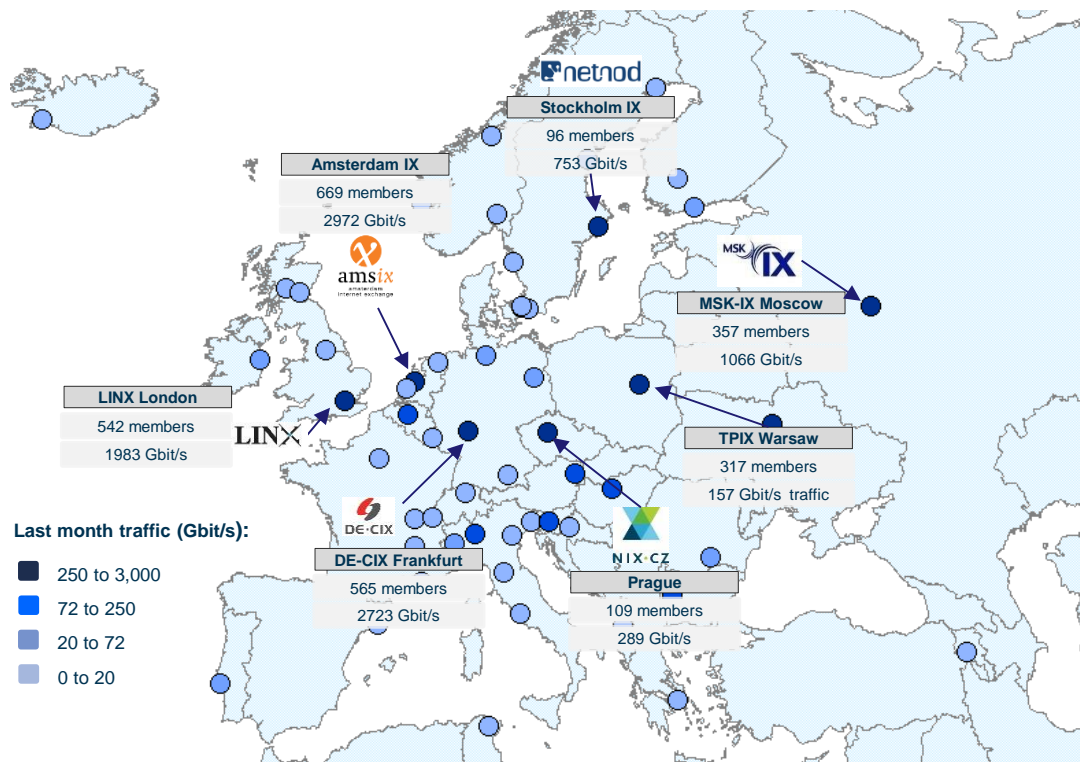 netnod
Stockholm IX
96 members
753 Gbit/s
Amsterdam IX
669 members
2972 Gbit/s
amsix
amsterdam
internet exchange
MSK IX
MSK-IX Moscow
357 members
1066 Gbit/s
LINX London
542 members
1983 Gbit/s
LINX
TPIX Warsaw
317 members
157 Gbit/s traffic
DE-CIX
DE-CIX Frankfurt
565 members
2723 Gbit/s
NIX.CZ
Prague
109 members
289 Gbit/s
Last month traffic (Gbit/s):
250 to 3,000
72 to 250
20 to 72
0 to 20